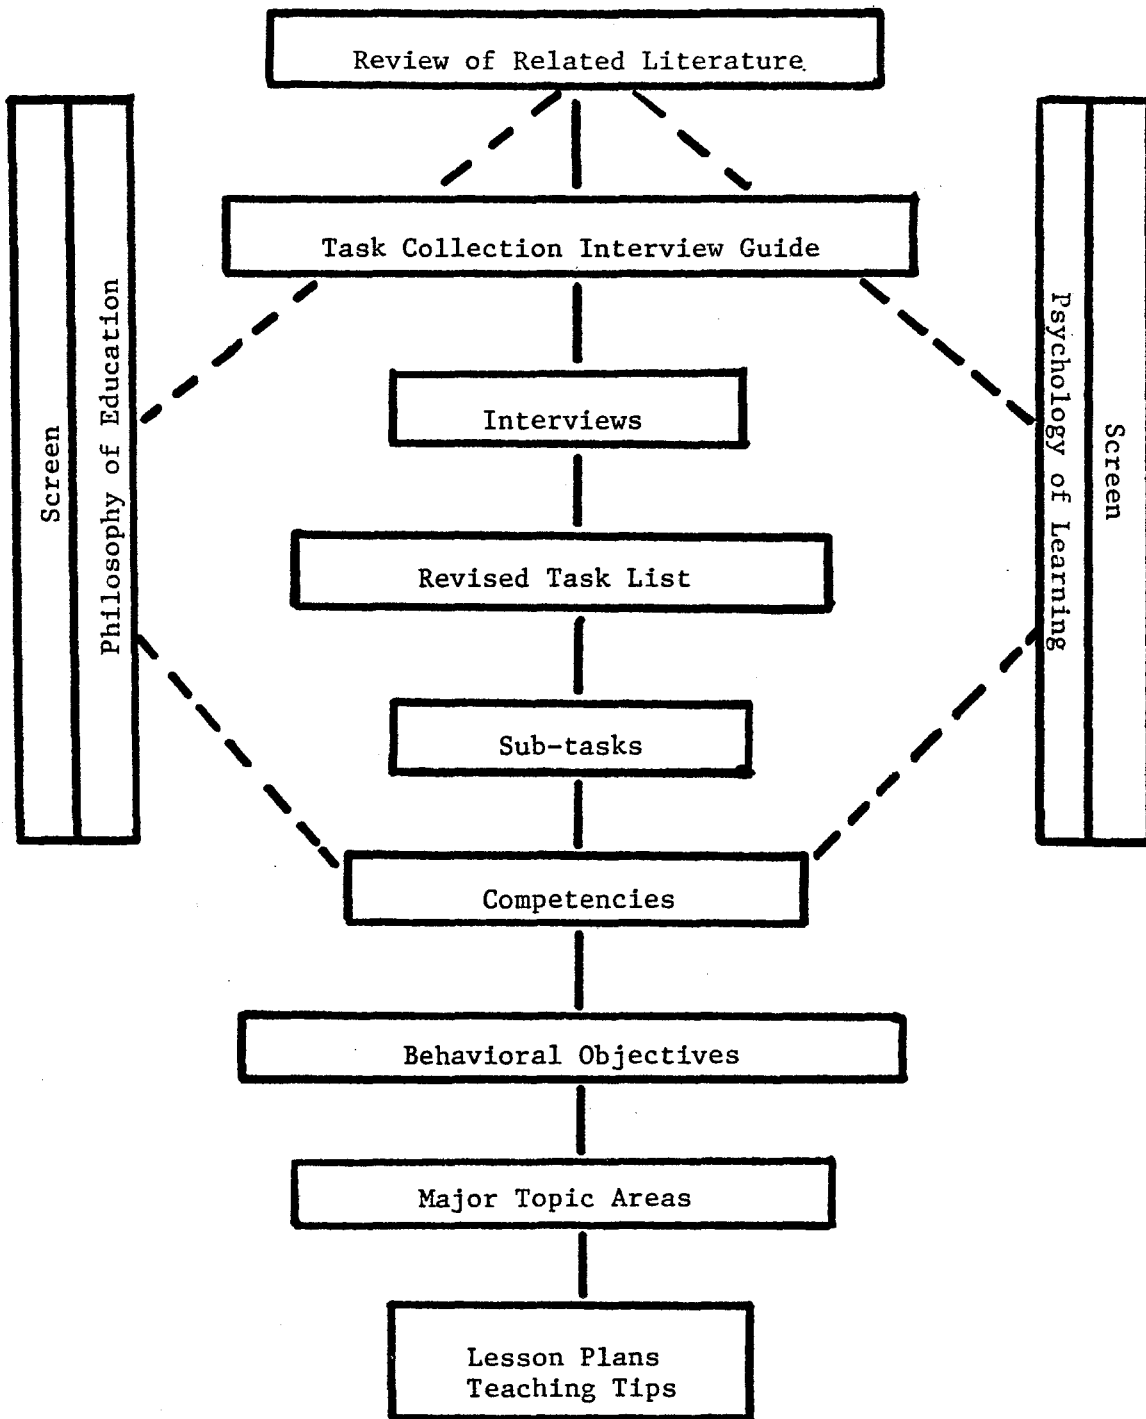 Review of Related Literature
Screen
Philosophy of Education
Psychology of Learning
Screen
Task Collection Interview Guide
Interviews
Revised Task List
Sub-tasks
Competencies
Behavioral Objectives
Major Topic Areas
Lesson Plans
Teaching Tips